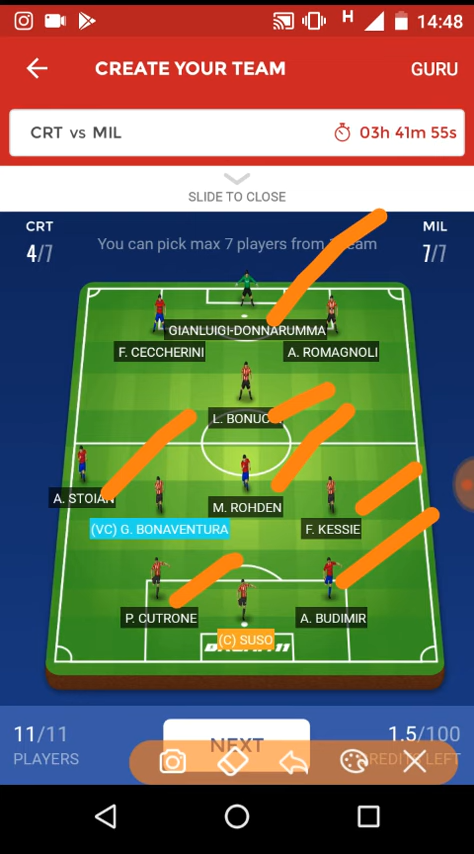 14:48
H
CREATE YOUR TEAM
GURU
CRT vs MIL
03h 41m 55s
SLIDE TO CLOSE
CRT
MIL
4/7
You can pick max 7 players from team
7/7
GIANLUIGI-DONNARUMMA
F. CECCHERINI
A. ROMAGNOLI
L. BONUC
A. STOIAN
M. ROHDEN
(VC) G. BONAVENTURA
F. KESSIE
P. CUTRONE
A. BUDIMIR
(C) SUSO
11/11
PLAYERS
NEXT
1.5/100
LEFT